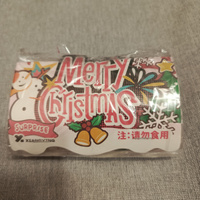 Merry
Christmas
SURPRISE
注：请勿食用